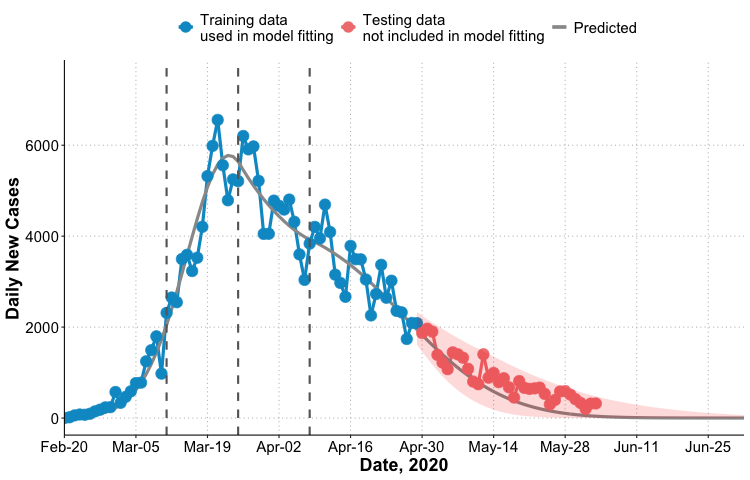 Training data
used in model fitting
Testing data
not included in model fitting
Predicted
Daily New Cases
6000
4000
2000
0
Feb-20 Mar-05 Mar-19 Apr-02 Apr-16 Apr-30 May-14 May-28 Jun-11 Jun-25
Date, 2020